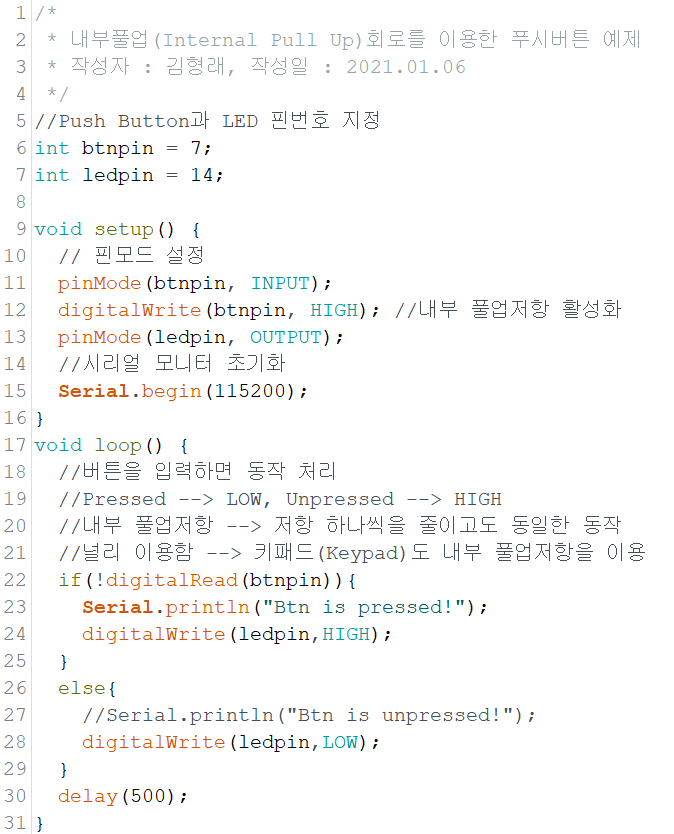 1 /*
2  * 내부풀업(Internal Pull Up)회로를 이용한 푸시버튼 예제
3  * 작성자 : 김형래, 작성일 : 2021.01.06
4  */
5 //Push Button과 LED 핀번호 지정
6 int btnpin = 7;
7 int ledpin = 14;
8
9 void setup() {
10   // 핀모드 설정
11   pinMode(btnpin, INPUT);
12   digitalWrite(btnpin, HIGH); //내부 풀업저항 활성화
13   pinMode(ledpin, OUTPUT);
14   //시리얼 모니터 초기화
15   Serial.begin(115200);
16 }
17 void loop() {
18   //버튼을 입력하면 동작 처리
19   //Pressed --> LOW, Unpressed --> HIGH
20   //내부 풀업저항 --> 저항 하나씩을 줄이고도 동일한 동작
21   //널리 이용함 --> 키패드(Keypad)도 내부 풀업저항을 이용
22   if(!digitalRead(btnpin)){
23     Serial.println("Btn is pressed!");
24     digitalWrite(ledpin,HIGH);
25   }
26   else{
27     //Serial.println("Btn is unpressed!");
28     digitalWrite(ledpin,LOW);
29   }
30   delay(500);
31 }